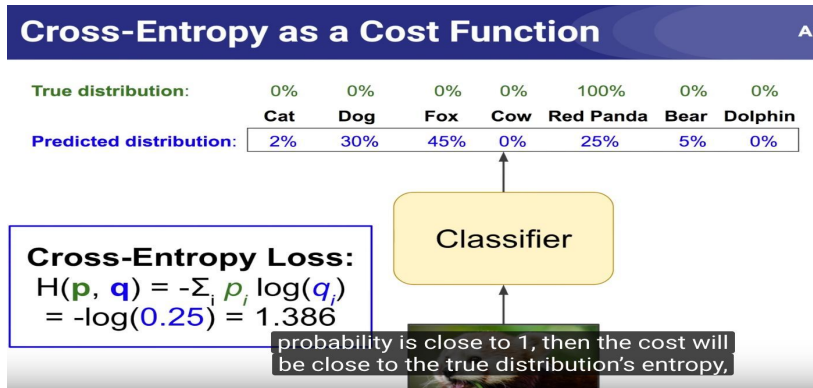 Cross-Entropy as a Cost Function A
True distribution: 0% 0% 0% 0% 100% 0% 0%
Cat Dog Fox Cow Red Panda Bear Dolphin
Predicted distribution: 2% 30% 45% 0% 25% 5% 0%
Classifier
Cross-Entropy Loss:
H(p, q) = -Σᵢ pᵢ log(qᵢ)
= -log(0.25) = 1.386
probability is close to 1, then the cost will
be close to the true distribution's entropy,